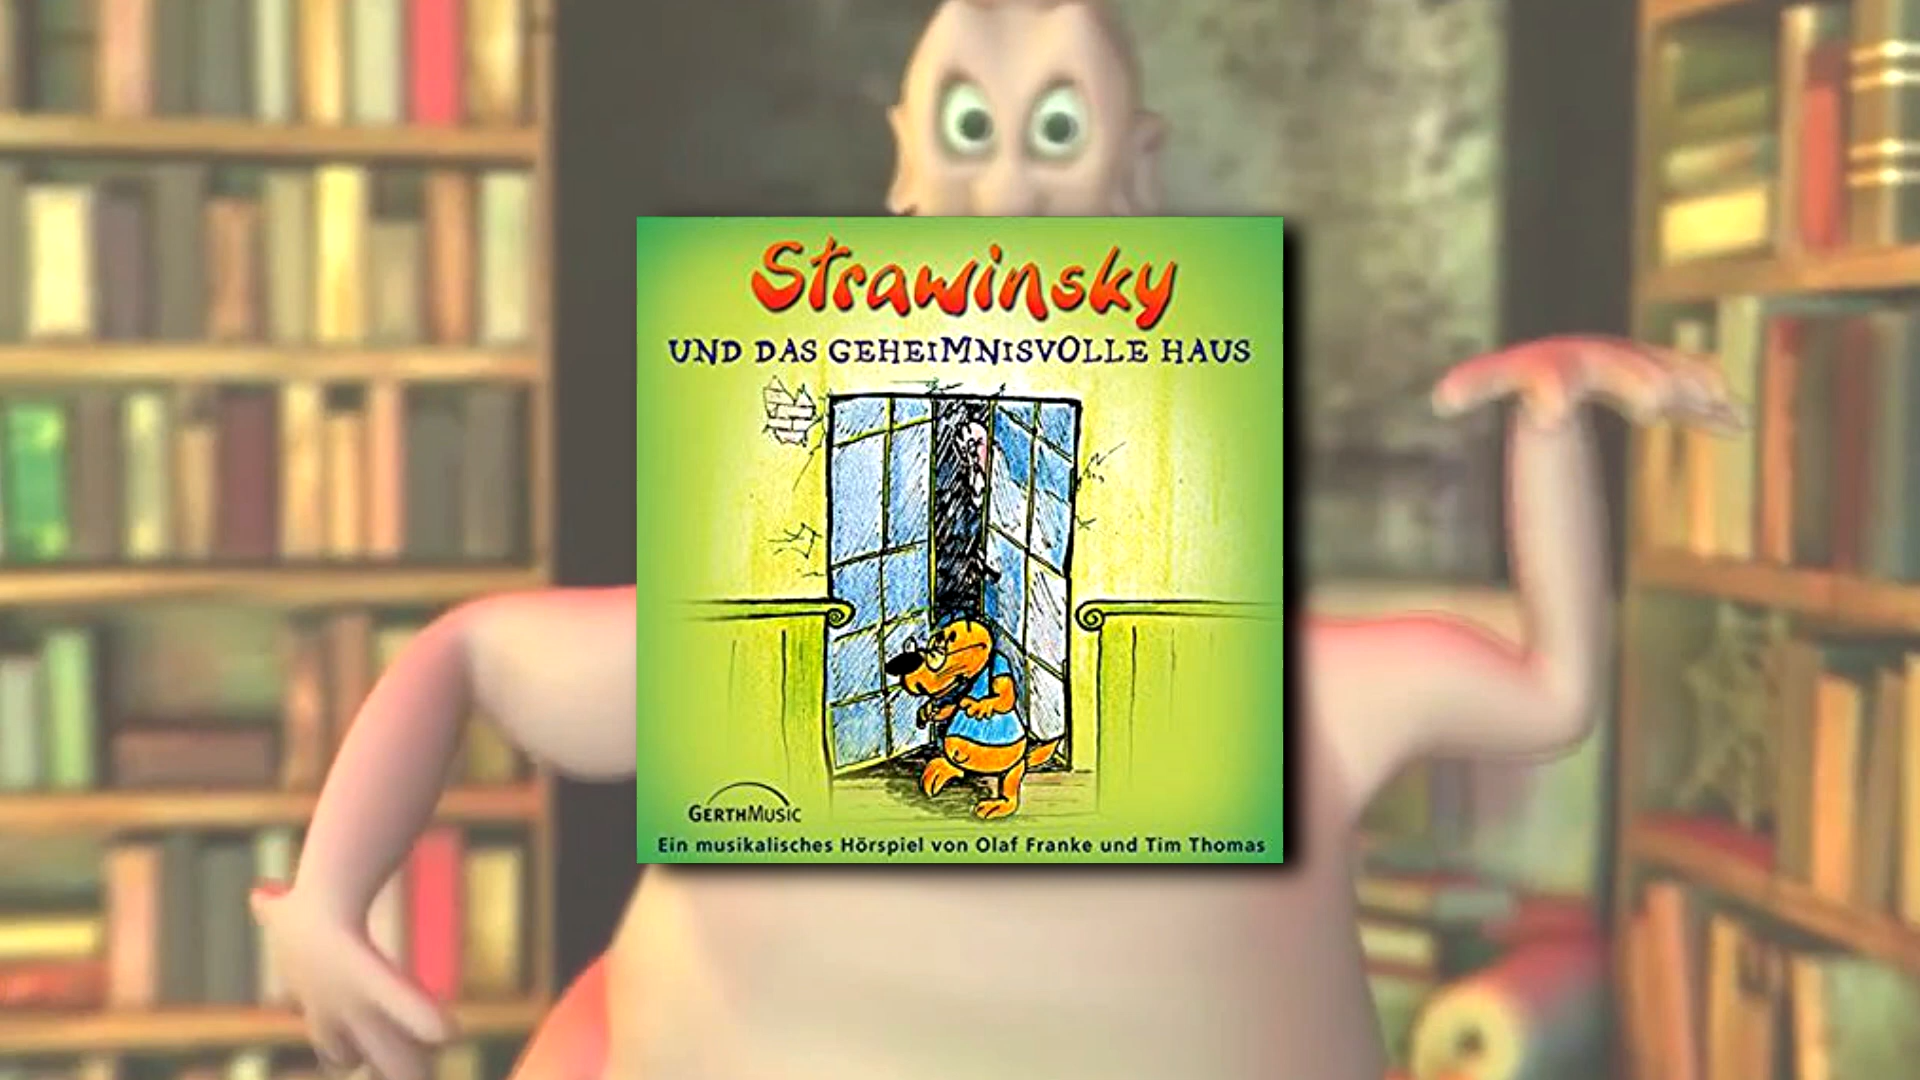 Strawinsky
UND DAS GEHEIMNISVOLLE HAUS
GERTHMUSIC
Ein musikalisches Hörspiel von Olaf Franke und Tim Thomas